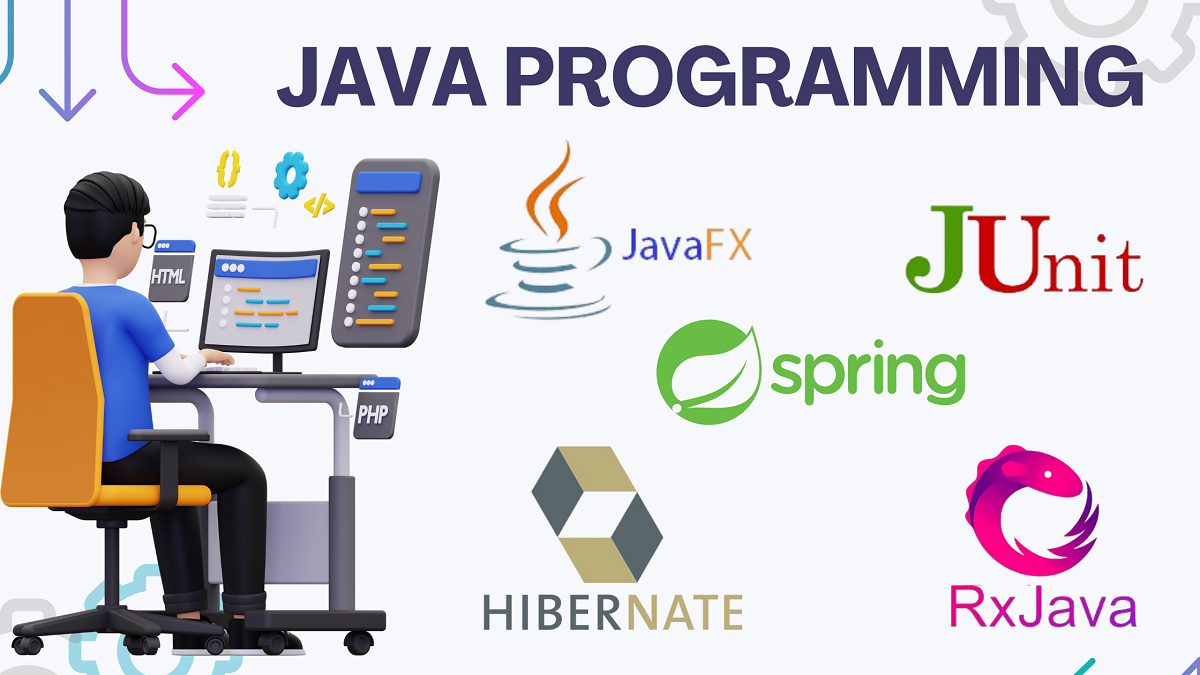 JAVA PROGRAMMING
{}
</>
HTML
JavaFX
JUnit
spring
PHP
HIBERNATE
RxJava